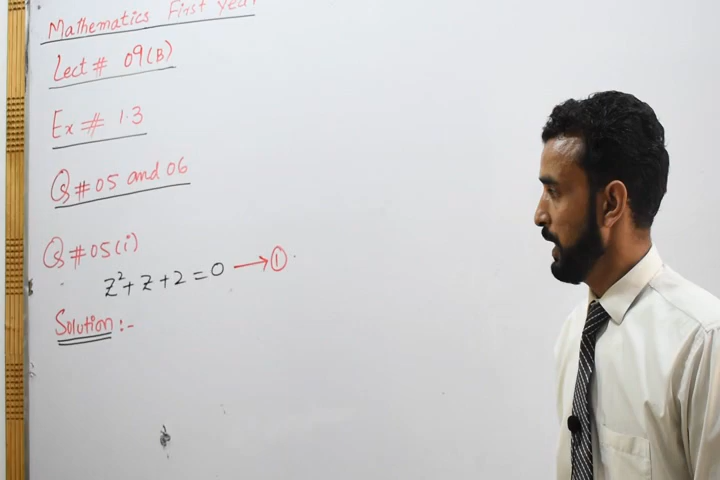 Mathematics First Year
Lect # 09(B)
Ex # 1.3
Q # 05 and 06
Q # 05(i)
z²+z+2=0 → ①
Solution :-